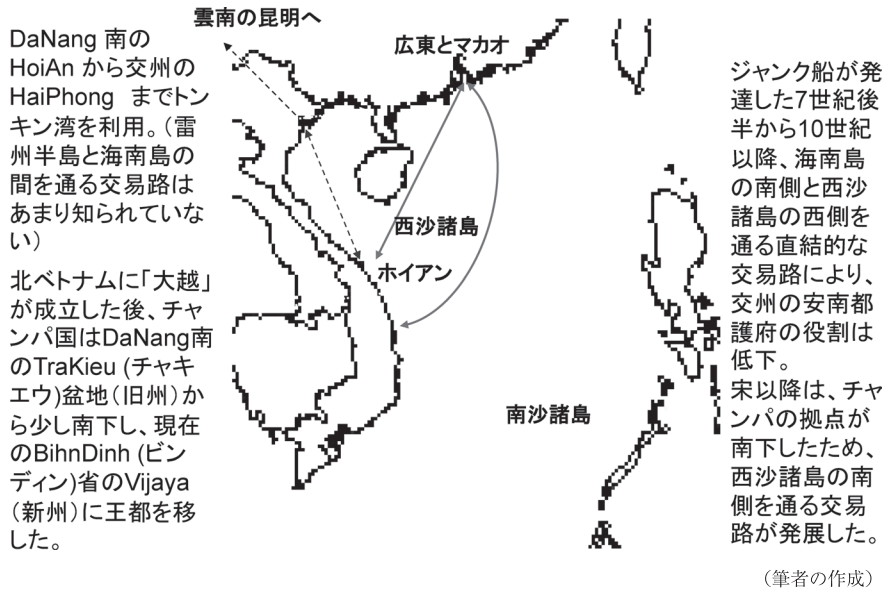 雲南の昆明へ
DaNang 南の
HoiAn から交州の
HaiPhong までトン
キン湾を利用。（雷
州半島と海南島の
間を通る交易路は
あまり知られていな
い）
北ベトナムに「大越」
が成立した後、チャ
ンパ国はDaNang南
のTraKieu (チャキ
エウ)盆地（旧州）か
ら少し南下し、現在
のBihnDinh (ビン
ディン)省のVijaya
（新州）に王都を移
した。
広東とマカオ
西沙諸島
ホイアン
南沙諸島
ジャンク船が発
達した7世紀後
半から10世紀
以降、海南島
の南側と西沙
諸島の西側を
通る直結的な
交易路により、
交州の安南都
護府の役割は
低下。
宋以降は、チャ
ンパの拠点が
南下したため、
西沙諸島の南
側を通る交易
路が発展した。
（筆者の作成）